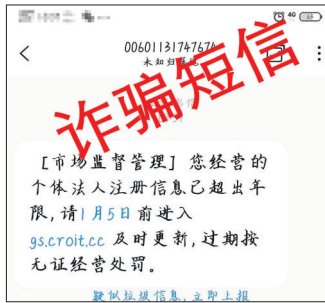 4G
00601131747674
未知归属地
诈骗短信
[市场监督管理] 您经营的
个体法人注册信息已超出年
限,请1月5日前进入
gs.croit.cc 及时更新,过期按
无证经营处罚。
疑似垃圾信息,立即上报